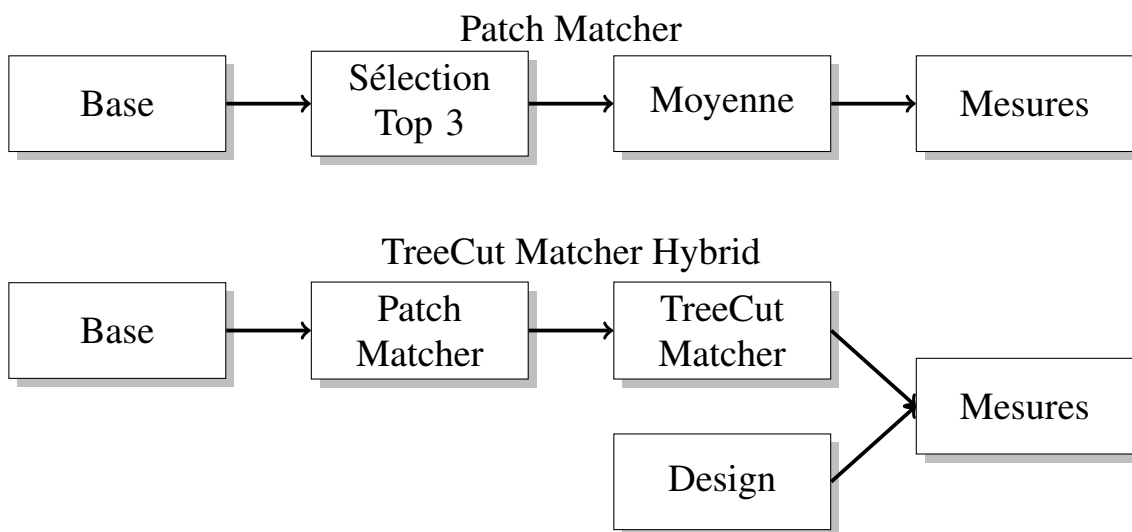 Patch Matcher
Base
Sélection
Top 3
Moyenne
Mesures
TreeCut Matcher Hybrid
Base
Patch
Matcher
TreeCut
Matcher
Mesures
Design